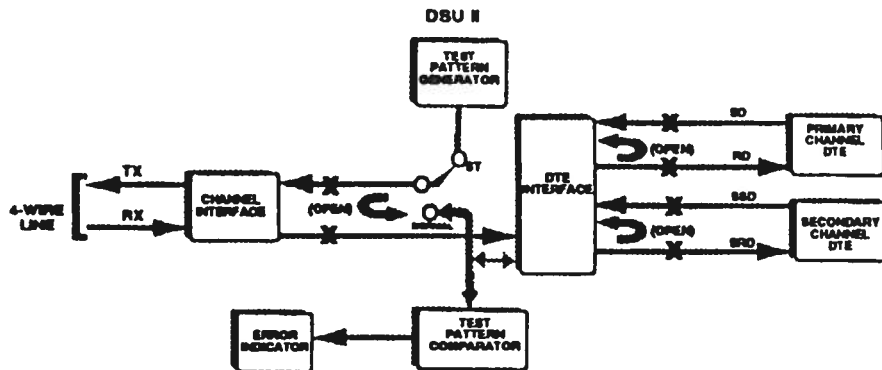 DSU II
TEST
PATTERN
GENERATOR
ST
TX
RX
4-WIRE
LINE
CHANNEL
INTERFACE
(OPEN)
NORMAL
DTE
INTERFACE
SD
(OPEN)
RD
PRIMARY
CHANNEL
DTE
SSD
(OPEN)
SRD
SECONDARY
CHANNEL
DTE
ERROR
INDICATOR
TEST
PATTERN
COMPARATOR